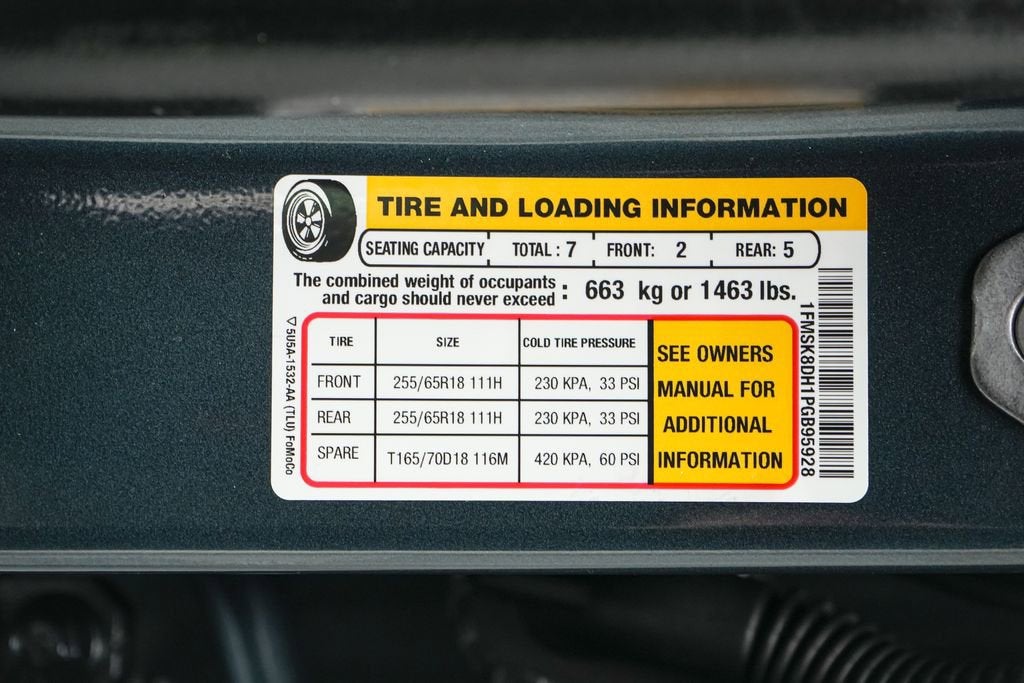 TIRE AND LOADING INFORMATION
SEATING CAPACITY TOTAL : 7 FRONT: 2 REAR: 5
The combined weight of occupants
and cargo should never exceed : 663 kg or 1463 lbs.
TIRE SIZE COLD TIRE PRESSURE
FRONT 255/65R18 111H 230 KPA, 33 PSI
REAR 255/65R18 111H 230 KPA, 33 PSI
SPARE T165/70D18 116M 420 KPA, 60 PSI
SEE OWNERS
MANUAL FOR
ADDITIONAL
INFORMATION
1FMSK8DH1PGB95928
▽ 5U5A-1532-AA (TLU) FoMoCo